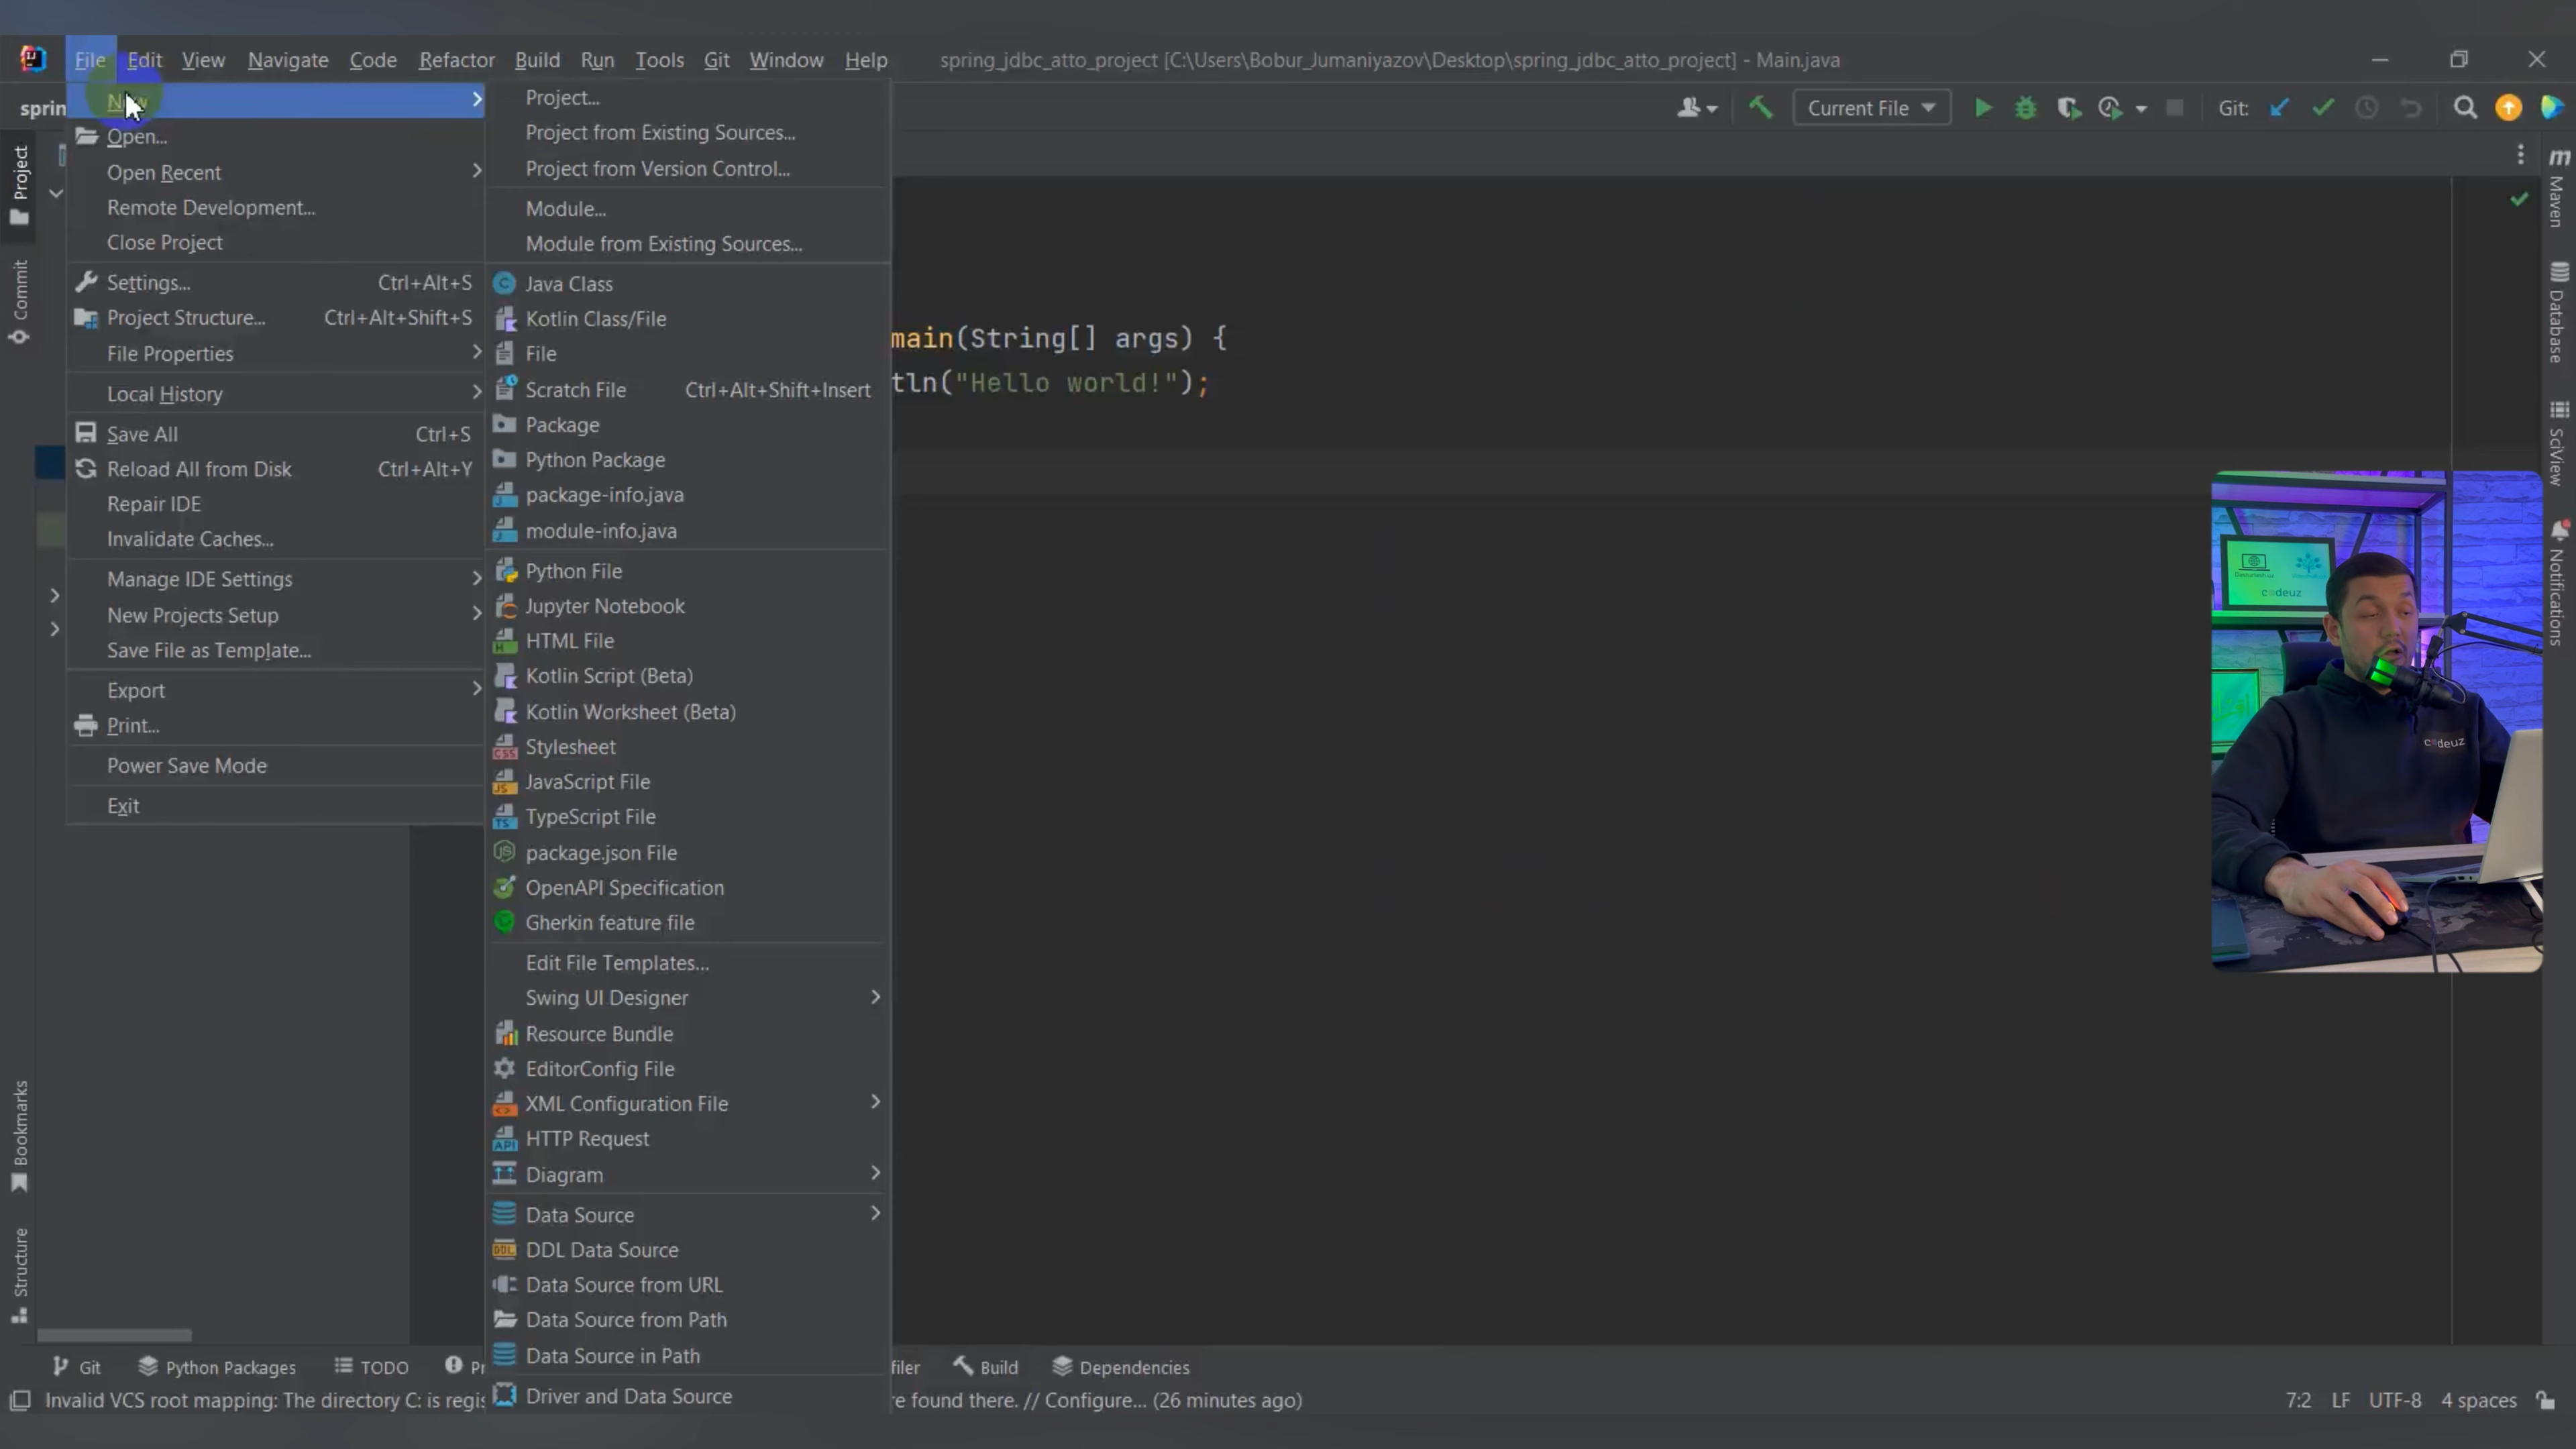 File Edit View Navigate Code Refactor Build Run Tools Git Window Help spring_jdbc_atto_project [C:\Users\Bobur_Jumaniyazov\Desktop\spring_jdbc_atto_project] - Main.java
sprin
Current File
Git:
New
Open...
Open Recent
Remote Development...
Close Project
Settings... Ctrl+Alt+S
Project Structure... Ctrl+Alt+Shift+S
File Properties
Local History
Save All Ctrl+S
Reload All from Disk Ctrl+Alt+Y
Repair IDE
Invalidate Caches...
Manage IDE Settings
New Projects Setup
Save File as Template...
Export
Print...
Power Save Mode
Exit
Project...
Project from Existing Sources...
Project from Version Control...
Module...
Module from Existing Sources...
Java Class
Kotlin Class/File
File
Scratch File Ctrl+Alt+Shift+Insert
Package
Python Package
package-info.java
module-info.java
Python File
Jupyter Notebook
HTML File
Kotlin Script (Beta)
Kotlin Worksheet (Beta)
Stylesheet
JavaScript File
TypeScript File
package.json File
OpenAPI Specification
Gherkin feature file
Edit File Templates...
Swing UI Designer
Resource Bundle
EditorConfig File
XML Configuration File
HTTP Request
Diagram
Data Source
DDL Data Source
Data Source from URL
Data Source from Path
Data Source in Path
Driver and Data Source
main(String[] args) {
tln("Hello world!");
Project
Commit
Bookmarks
Structure
Maven
Database
SciView
Notifications
codeuz
codeuz
Git Python Packages TODO Pr filer Build Dependencies
Invalid VCS root mapping: The directory C: is regis re found there. // Configure... (26 minutes ago) 7:2 LF UTF-8 4 spaces